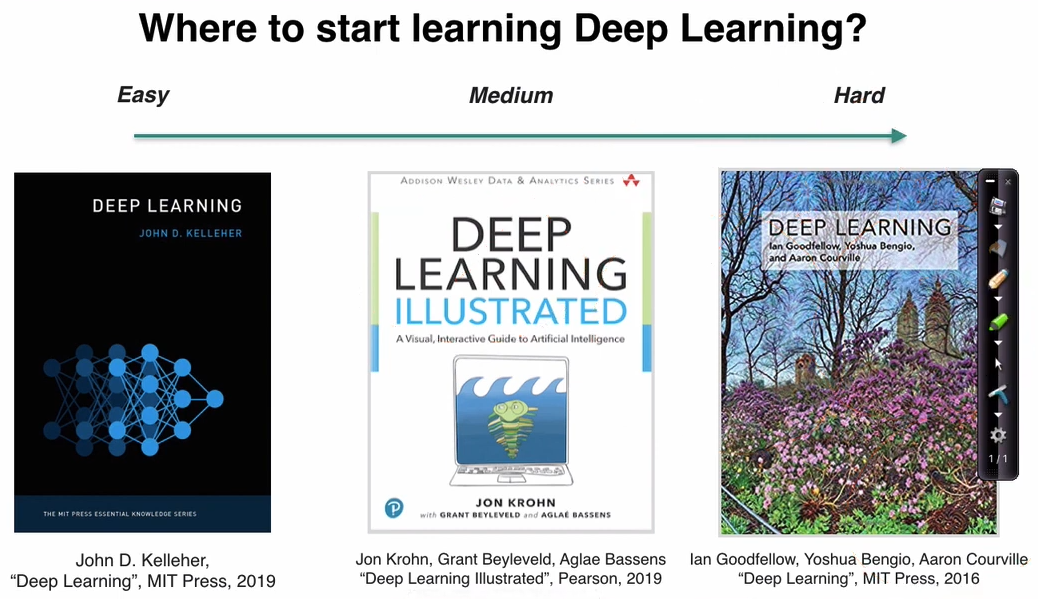 Where to start learning Deep Learning?
Easy
Medium
Hard
DEEP LEARNING
JOHN D. KELLEHER
THE MIT PRESS ESSENTIAL KNOWLEDGE SERIES
ADDISON WESLEY DATA & ANALYTICS SERIES
DEEP
LEARNING
ILLUSTRATED
A Visual, Interactive Guide to Artificial Intelligence
JON KROHN
with GRANT BEYLEVELD and AGLAÉ BASSENS
DEEP LEARNING
Ian Goodfellow, Yoshua Bengio,
and Aaron Courville
1/1
John D. Kelleher,
“Deep Learning”, MIT Press, 2019
Jon Krohn, Grant Beyleveld, Aglae Bassens
“Deep Learning Illustrated”, Pearson, 2019
Ian Goodfellow, Yoshua Bengio, Aaron Courville
“Deep Learning”, MIT Press, 2016